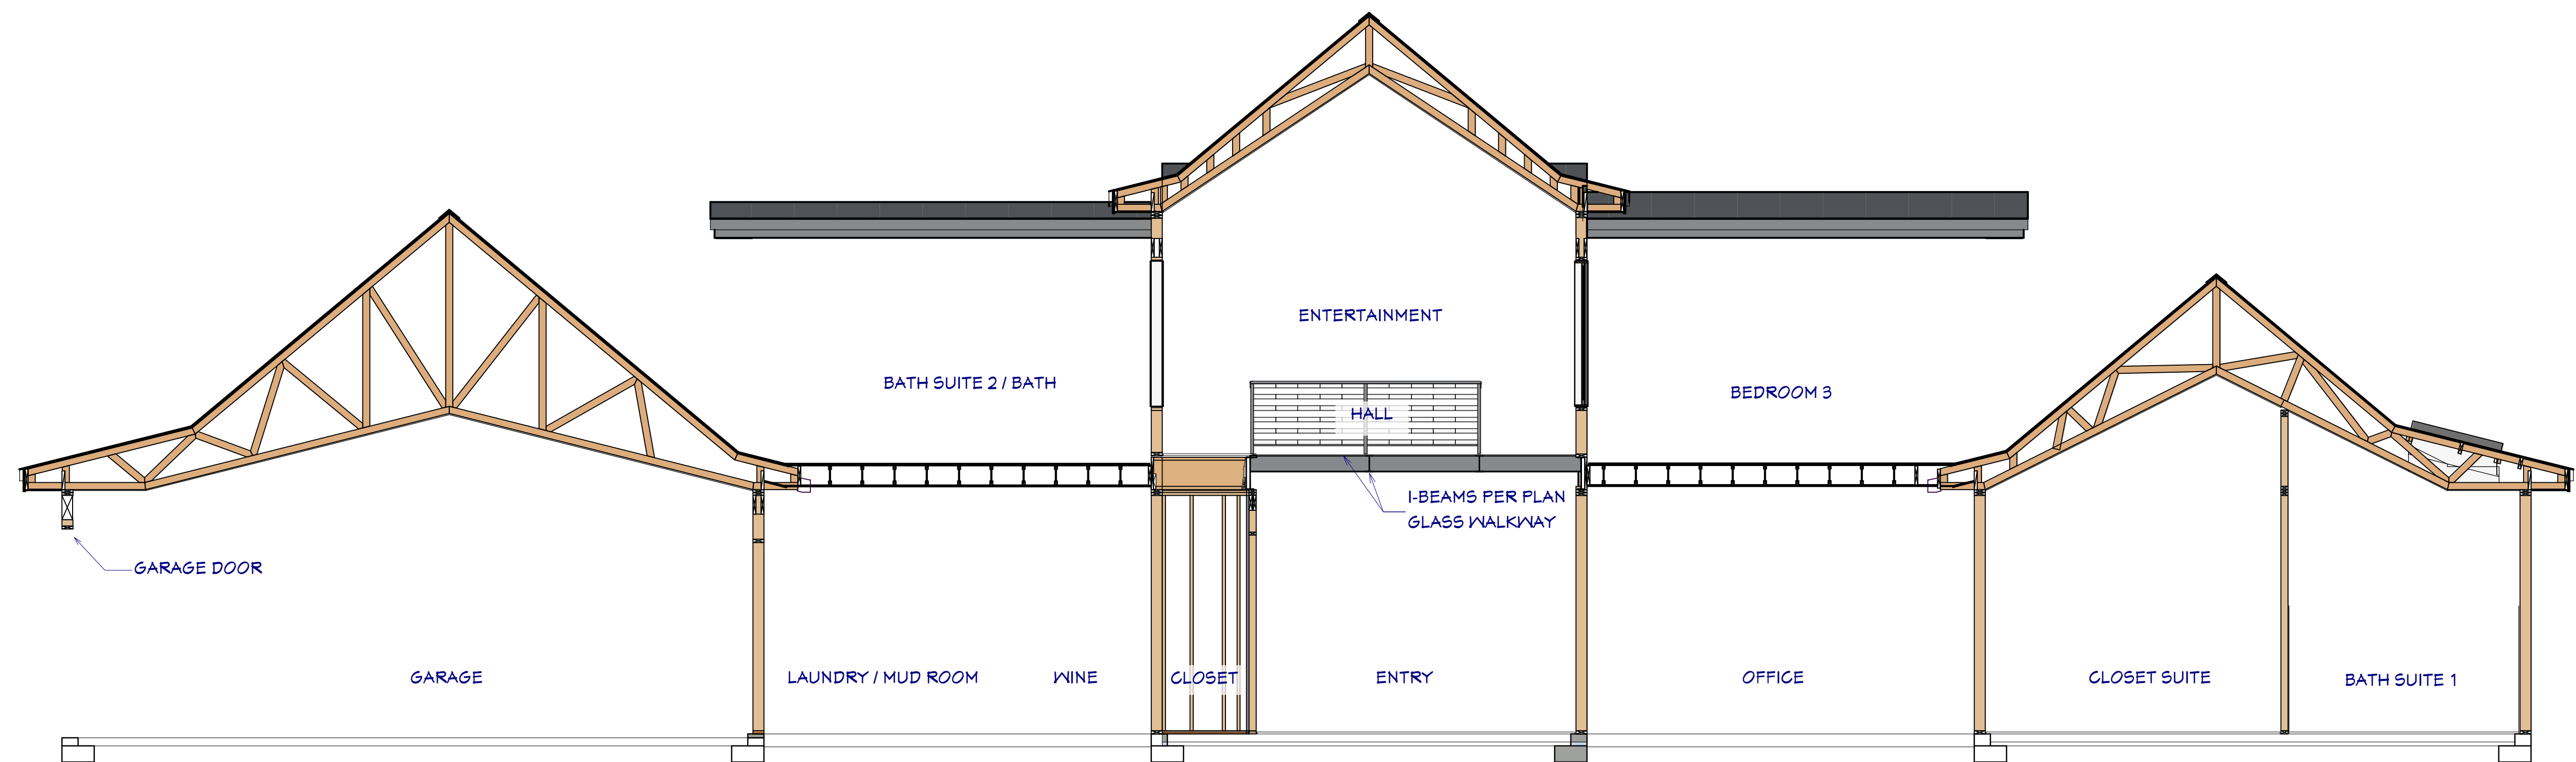 ENTERTAINMENT
BATH SUITE 2 / BATH
BEDROOM 3
HALL
I-BEAMS PER PLAN
GLASS WALKWAY
GARAGE DOOR
GARAGE
LAUNDRY / MUD ROOM
WINE
CLOSET
ENTRY
OFFICE
CLOSET SUITE
BATH SUITE 1